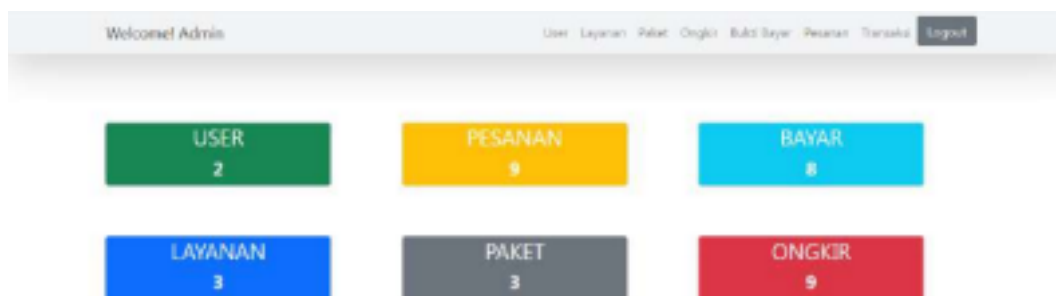 Welcome! Admin
User Layanan Paket Ongkir Bukti Bayar Pesanan Transaksi Logout
USER PESANAN BAYAR
2 9 8
LAYANAN PAKET ONGKIR
3 3 9